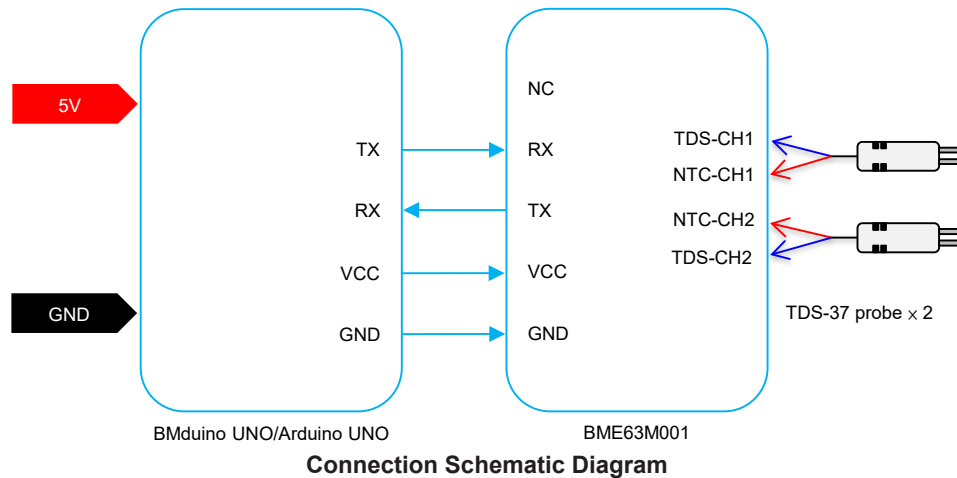 5V
GND
TX
RX
VCC
GND
NC
RX
TX
VCC
GND
TDS-CH1
NTC-CH1
NTC-CH2
TDS-CH2
TDS-37 probe × 2
BMduino UNO/Arduino UNO
BME63M001
Connection Schematic Diagram